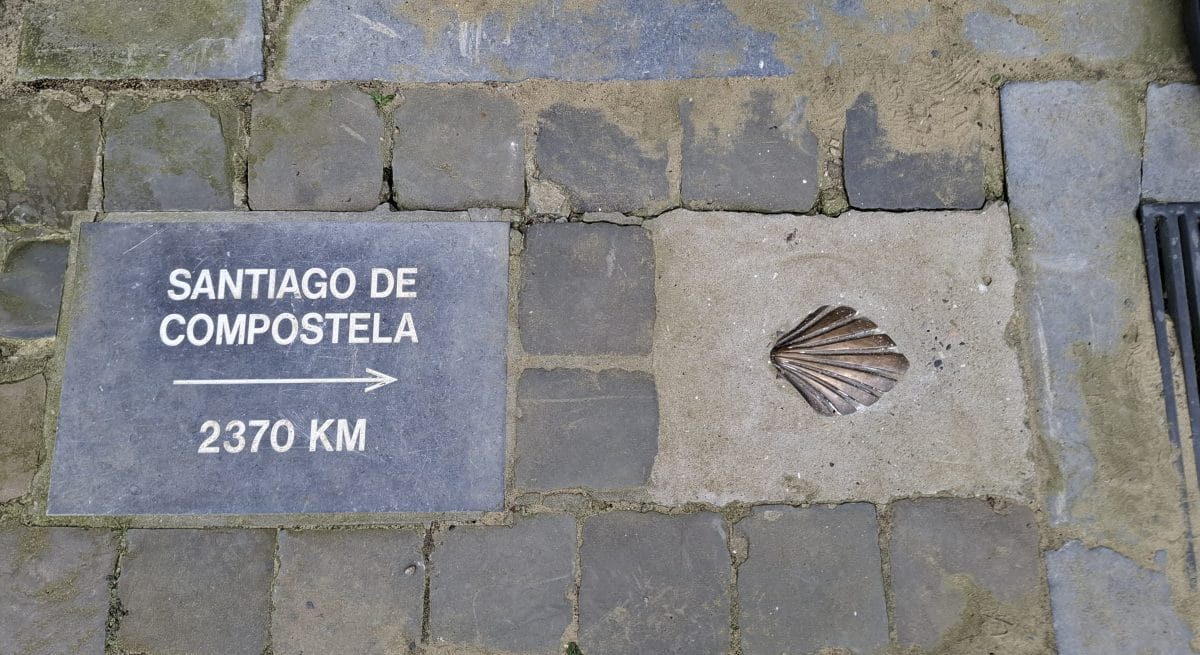 SANTIAGO DE
COMPOSTELA
2370 KM